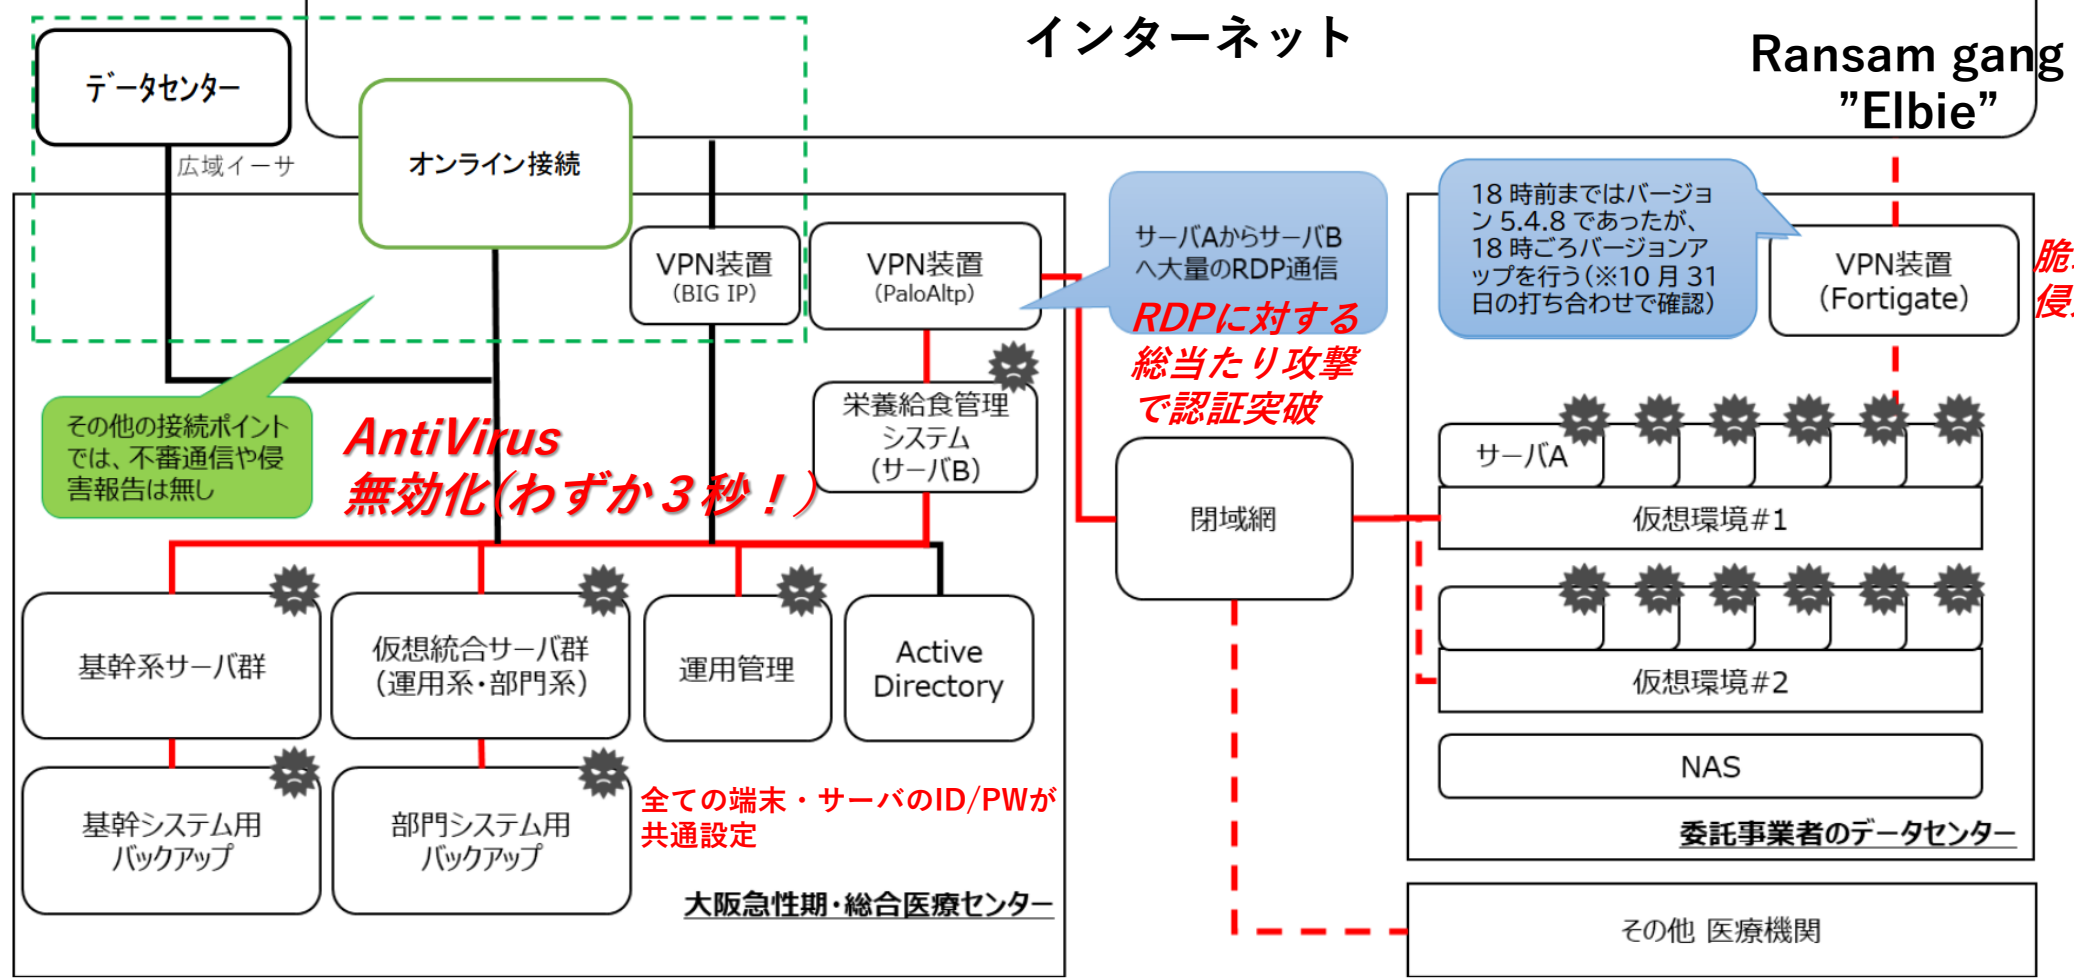 インターネット
Ransam gang
”Elbie”
データセンター
広域イーサ
オンライン接続
VPN装置
(BIG IP)
VPN装置
(PaloAltp)
サーバAからサーバB
へ大量のRDP通信
RDPに対する
総当たり攻撃
で認証突破
18 時前まではバージョ
ン 5.4.8 であったが、
18 時ごろバージョンア
ップを行う(※10 月 31
日の打ち合わせで確認)
VPN装置
(Fortigate)
侵
その他の接続ポイント
では、不審通信や侵
害報告は無し
AntiVirus
無効化(わずか３秒！)
栄養給食管理
システム
(サーバB)
閉域網
サーバA
仮想環境#1
仮想環境#2
NAS
委託事業者のデータセンター
基幹系サーバ群
仮想統合サーバ群
(運用系・部門系)
運用管理
Active
Directory
基幹システム用
バックアップ
部門システム用
バックアップ
全ての端末・サーバのID/PWが
共通設定
大阪急性期・総合医療センター
その他 医療機関